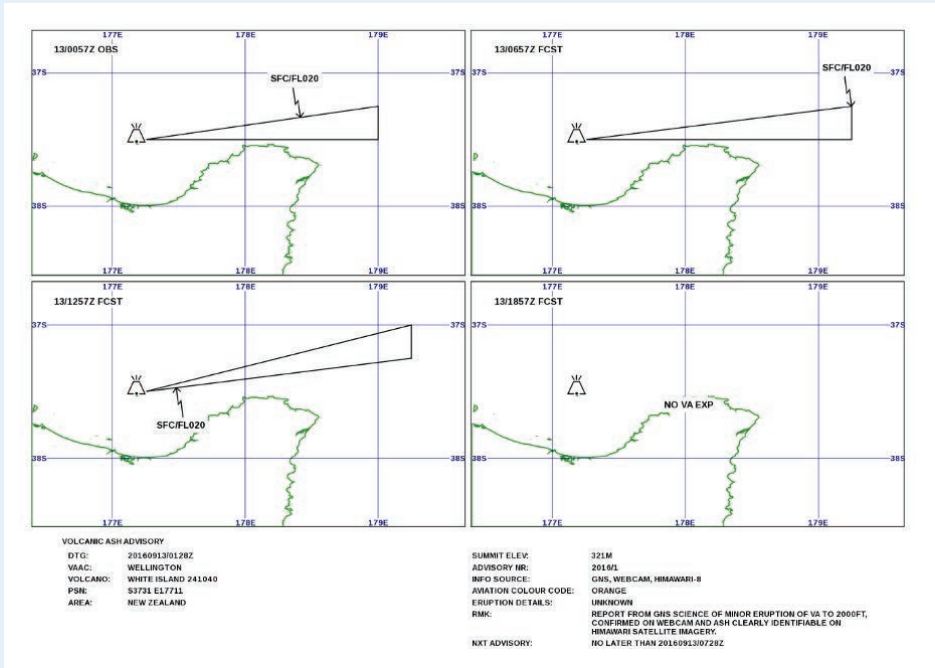 177E 178E 179E
13/0057Z OBS
37S
SFC/FL020
38S
177E 178E 179E
177E 178E 179E
13/0657Z FCST
37S 37S
SFC/FL020
38S 38S
177E 178E 179E
177E 178E 179E
13/1257Z FCST
37S
SFC/FL020
38S
177E 178E 179E
177E 178E 179E
13/1857Z FCST
37S 37S
NO VA EXP
38S 38S
177E 178E 179E
VOLCANIC ASH ADVISORY
DTG: 20160913/0128Z
VAAC: WELLINGTON
VOLCANO: WHITE ISLAND 241040
PSN: S3731 E17711
AREA: NEW ZEALAND
SUMMIT ELEV: 321M
ADVISORY NR: 2016/1
INFO SOURCE: GNS, WEBCAM, HIMAWARI-8
AVIATION COLOUR CODE: ORANGE
ERUPTION DETAILS: UNKNOWN
RMK: REPORT FROM GNS SCIENCE OF MINOR ERUPTION OF VA TO 2000FT,
CONFIRMED ON WEBCAM AND ASH CLEARLY IDENTIFIABLE ON
HIMAWARI SATELLITE IMAGERY.
NXT ADVISORY: NO LATER THAN 20160913/0728Z